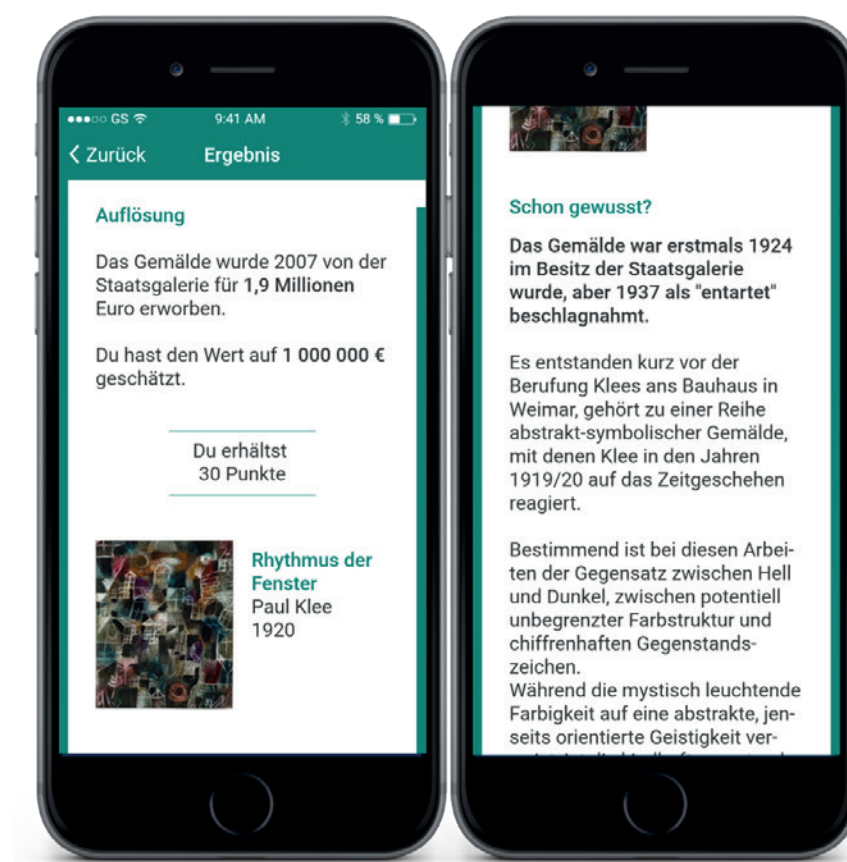 GS 9:41 AM 58 %
Zurück Ergebnis
Auflösung
Das Gemälde wurde 2007 von der
Staatsgalerie für 1,9 Millionen
Euro erworben.
Du hast den Wert auf 1 000 000 €
geschätzt.
Du erhältst
30 Punkte
Rhythmus der
Fenster
Paul Klee
1920
Schon gewusst?
Das Gemälde war erstmals 1924
im Besitz der Staatsgalerie
wurde, aber 1937 als "entartet"
beschlagnahmt.
Es entstanden kurz vor der
Berufung Klees ans Bauhaus in
Weimar, gehört zu einer Reihe
abstrakt-symbolischer Gemälde,
mit denen Klee in den Jahren
1919/20 auf das Zeitgeschehen
reagiert.
Bestimmend ist bei diesen Arbei-
ten der Gegensatz zwischen Hell
und Dunkel, zwischen potentiell
unbegrenzter Farbstruktur und
chiffrenhaften Gegenstands-
zeichen.
Während die mystisch leuchtende
Farbigkeit auf eine abstrakte, jen-
seits orientierte Geistigkeit ver-